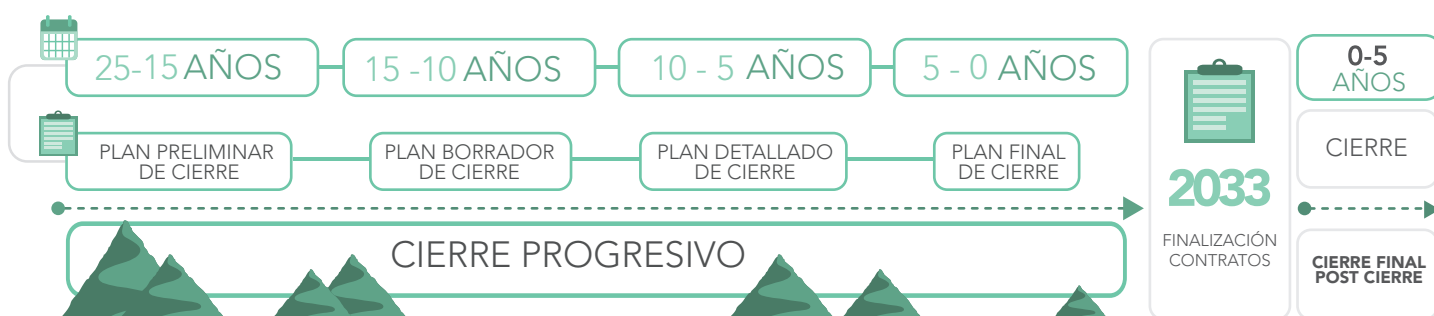 25-15 AÑOS
15 -10 AÑOS
10 - 5 AÑOS
5 - 0 AÑOS
PLAN PRELIMINAR
DE CIERRE
PLAN BORRADOR
DE CIERRE
PLAN DETALLADO
DE CIERRE
PLAN FINAL
DE CIERRE
CIERRE PROGRESIVO
2033
FINALIZACIÓN
CONTRATOS
0-5
AÑOS
CIERRE
CIERRE FINAL
POST CIERRE